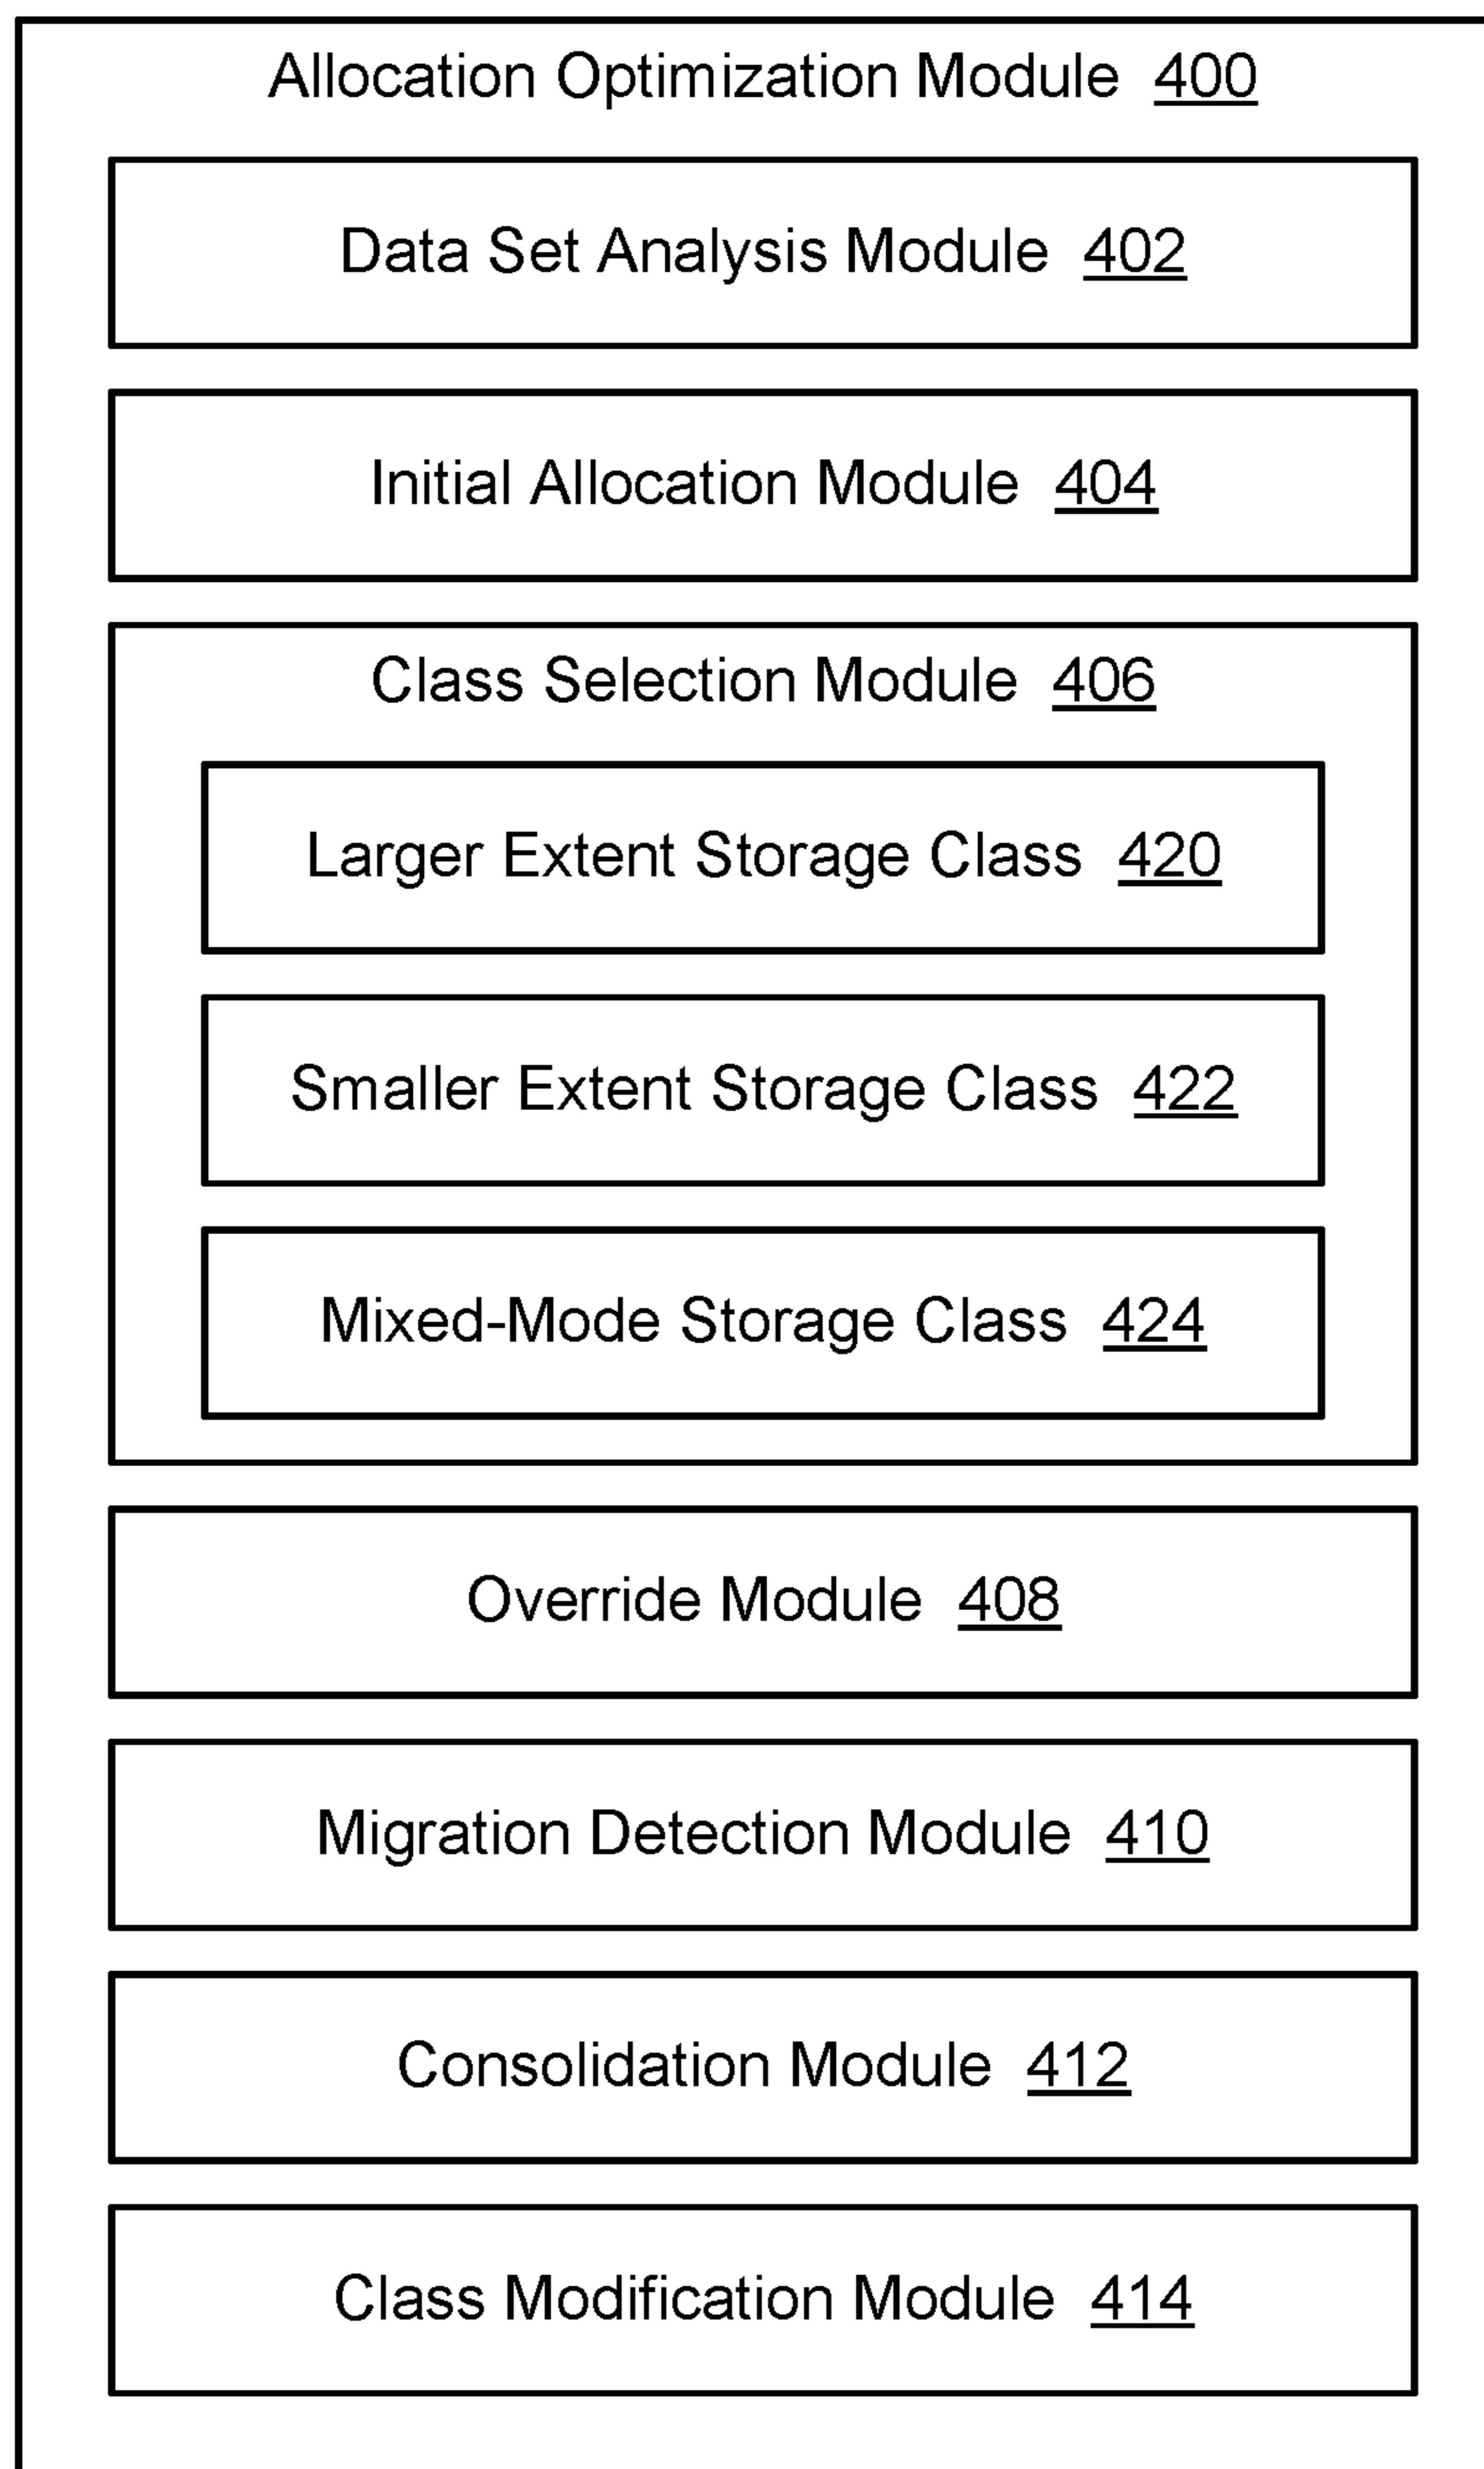 Allocation Optimization Module 400
Data Set Analysis Module 402
Initial Allocation Module 404
Class Selection Module 406
Larger Extent Storage Class 420
Smaller Extent Storage Class 422
Mixed-Mode Storage Class 424
Override Module 408
Migration Detection Module 410
Consolidation Module 412
Class Modification Module 414